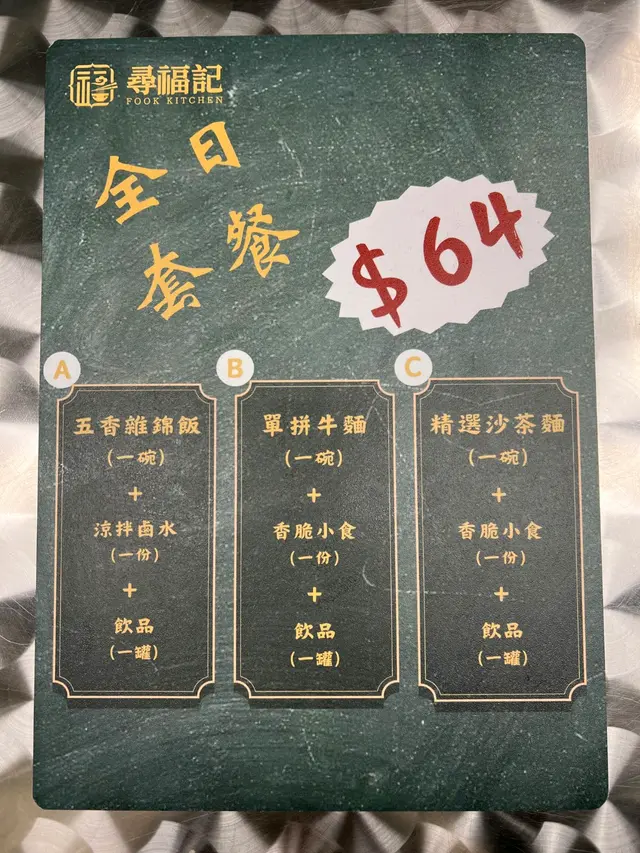 尋福記
FOOK KITCHEN
全日
套餐
$64
A
五香雜錦飯
(一碗)
+
涼拌鹵水
(一份)
+
飲品
(一罐)
B
單拼牛麵
(一碗)
+
香脆小食
(一份)
+
飲品
(一罐)
C
精選沙茶麵
(一碗)
+
香脆小食
(一份)
+
飲品
(一罐)